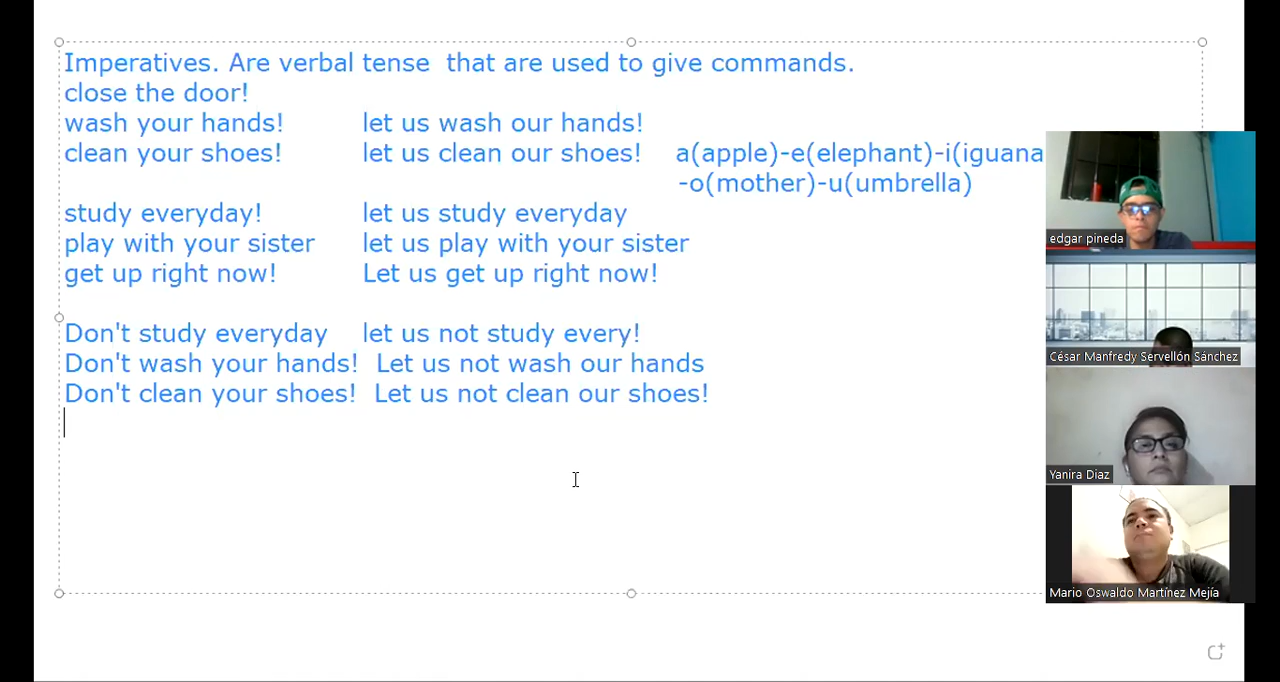 Imperatives. Are verbal tense  that are used to give commands.
close the door!
wash your hands! let us wash our hands!
clean your shoes! let us clean our shoes! a(apple)-e(elephant)-i(iguana
-o(mother)-u(umbrella)
study everyday! let us study everyday
play with your sister let us play with your sister
get up right now! Let us get up right now!
Don't study everyday let us not study every!
Don't wash your hands! Let us not wash our hands
Don't clean your shoes! Let us not clean our shoes!
edgar pineda
César Manfredy Servellón Sánchez
Yanira Diaz
Mario Oswaldo Martínez Mejía